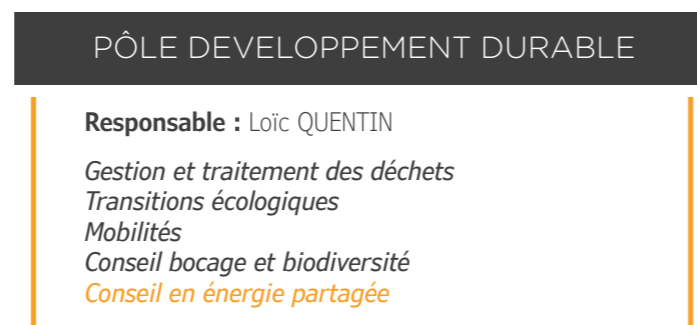 PÔLE DEVELOPPEMENT DURABLE
Responsable : Loïc QUENTIN
Gestion et traitement des déchets
Transitions écologiques
Mobilités
Conseil bocage et biodiversité
Conseil en énergie partagée